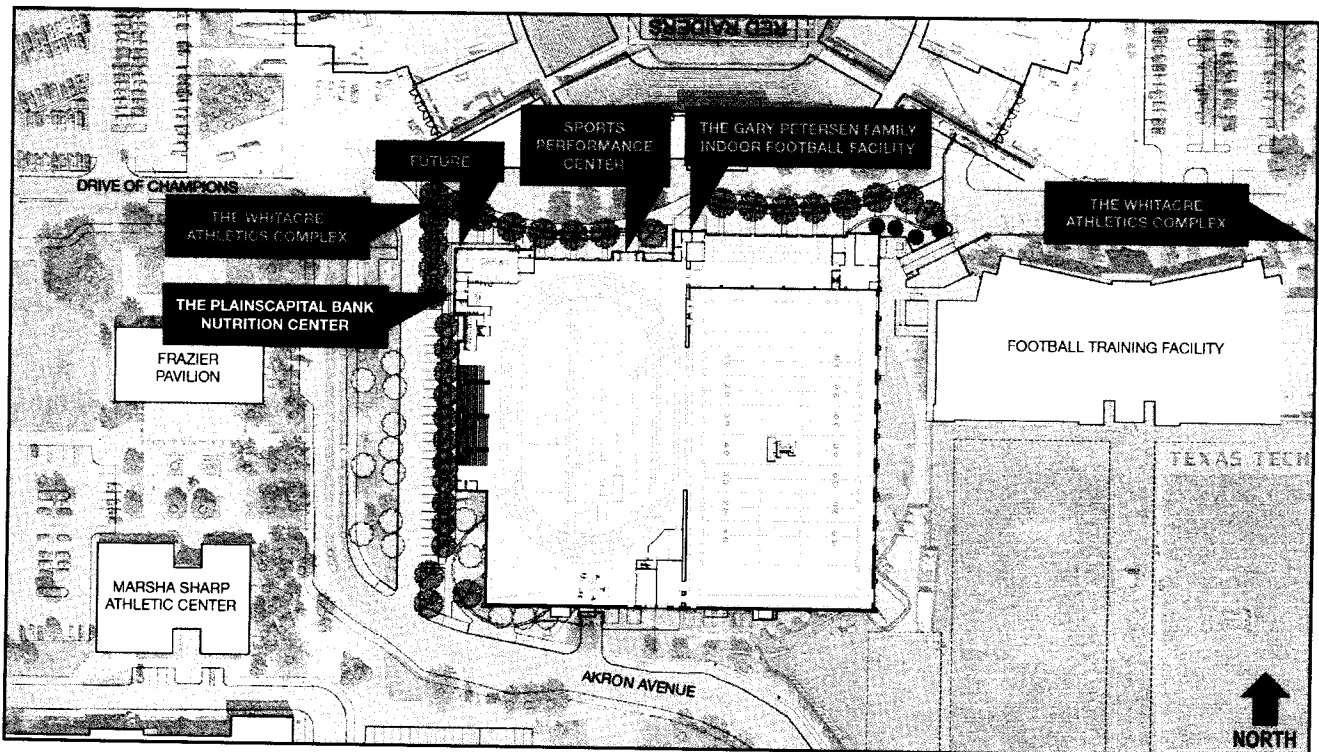 RED RAIDERS
SPORTS
PERFORMANCE
CENTER
THE GARY PETERSEN FAMILY
INDOOR FOOTBALL FACILITY
FUTURE
DRIVE OF CHAMPIONS
THE WHITACRE
ATHLETICS COMPLEX
THE WHITACRE
ATHLETICS COMPLEX
THE PLAINSCAPITAL BANK
NUTRITION CENTER
FRAZIER
PAVILION
FOOTBALL TRAINING FACILITY
TEXAS TECH
MARSHA SHARP
ATHLETIC CENTER
AKRON AVENUE
NORTH